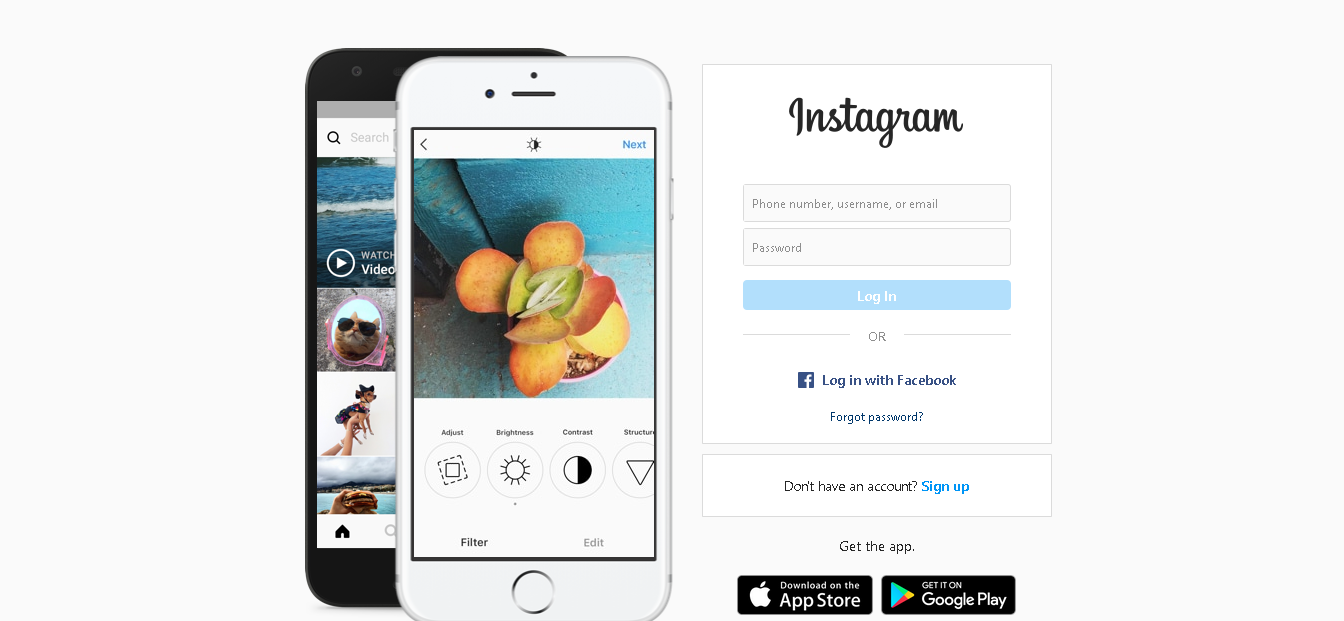 Search
WATCH
Video
Next
Adjust
Brightness
Contrast
Structure
Filter
Edit
Instagram
Phone number, username, or email
Password
Log In
OR
Log in with Facebook
Forgot password?
Don't have an account? Sign up
Get the app.
Download on the
App Store
GET IT ON
Google Play